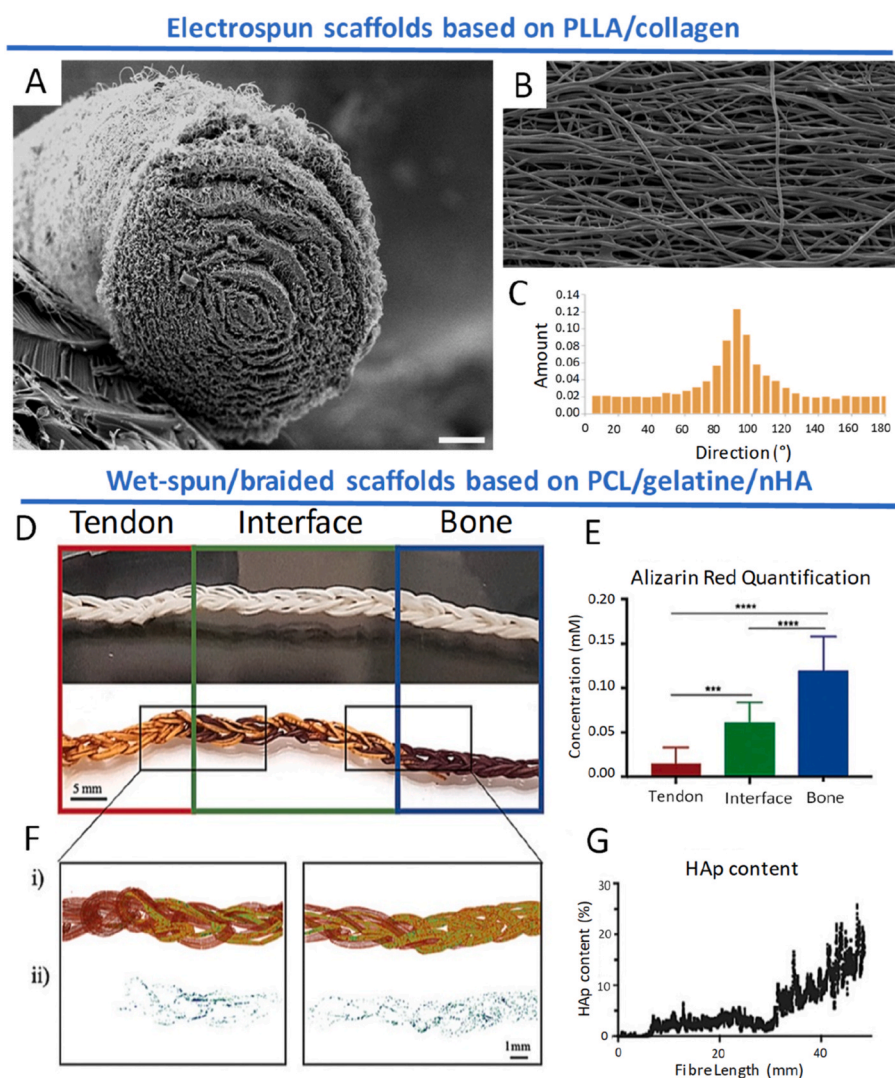 Electrospun scaffolds based on PLLA/collagen
A
B
C
0.14
0.12
0.10
0.08
0.06
0.04
0.02
0.00
Amount
0 20 40 60 80 100 120 140 160 180
Direction (°)
Wet-spun/braided scaffolds based on PCL/gelatine/nHA
D
Tendon Interface Bone
5 mm
E
Alizarin Red Quantification
0.20
0.15
0.10
0.05
0.00
Concentration (mM)
****
****
***
Tendon Interface Bone
F
i)
ii)
1mm
G
HAp content
30
20
10
0
HAp content (%)
0 20 40
Fibre Length (mm)